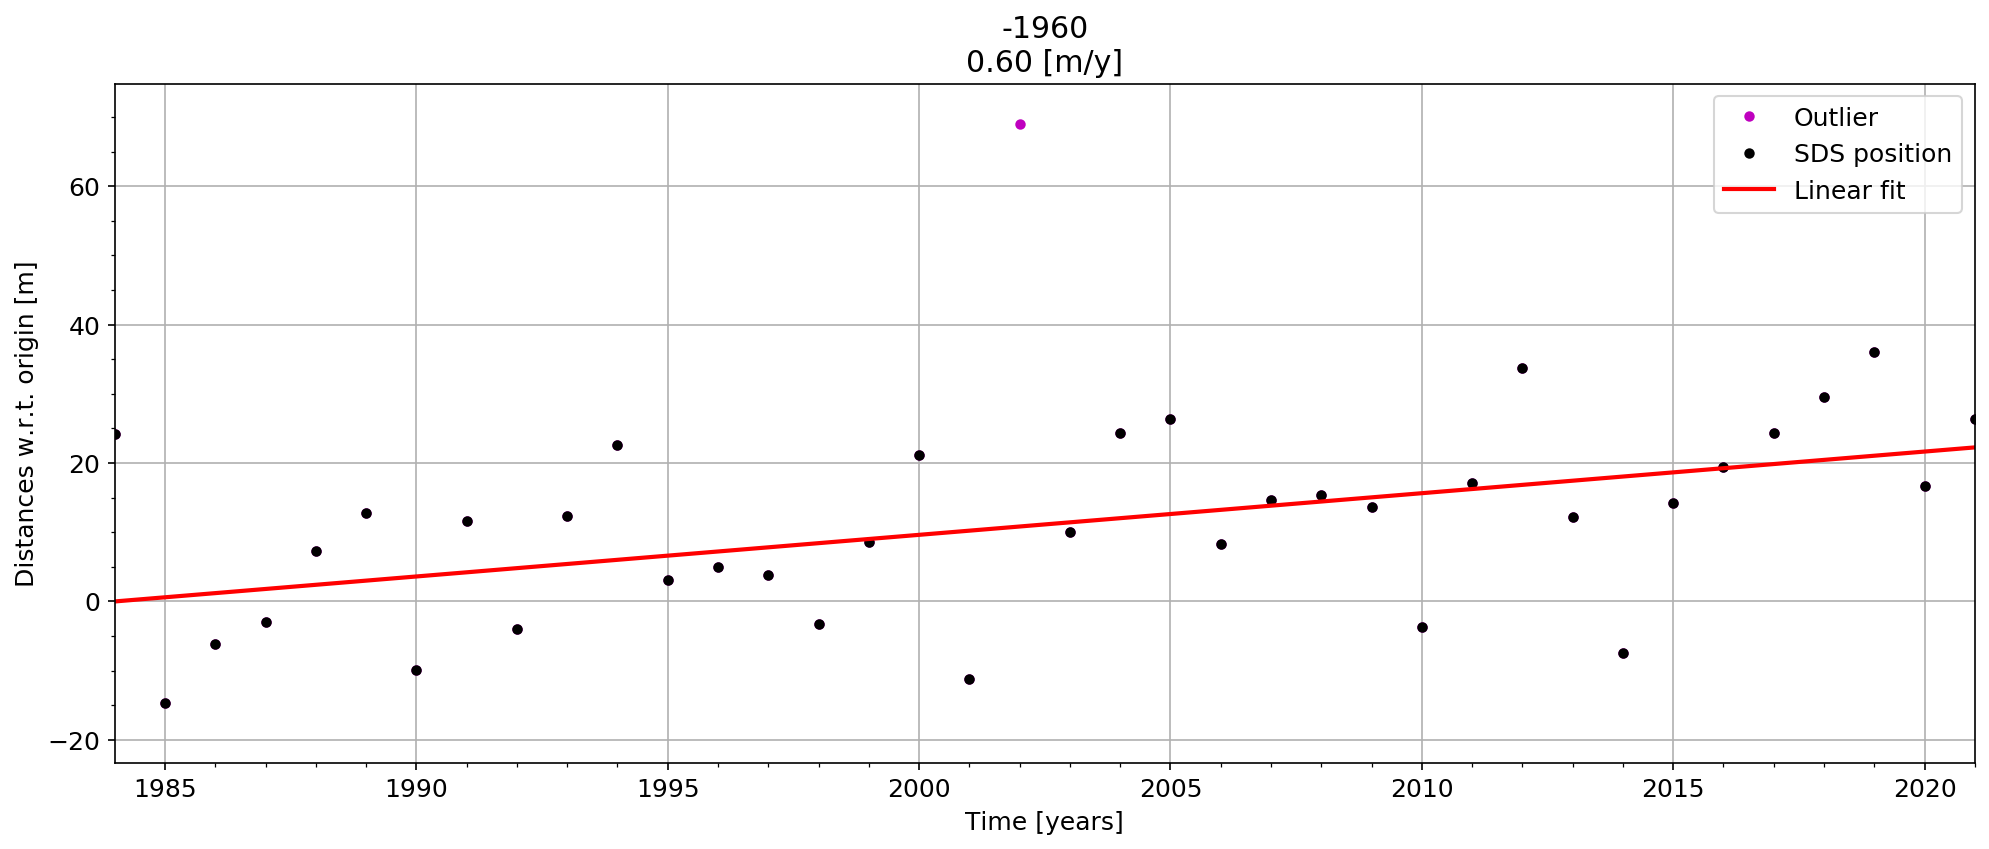 -1960
0.60 [m/y]
Outlier
SDS position
Linear fit
Distances w.r.t. origin [m]
60
40
20
0
−20
1985 1990 1995 2000 2005 2010 2015 2020
Time [years]